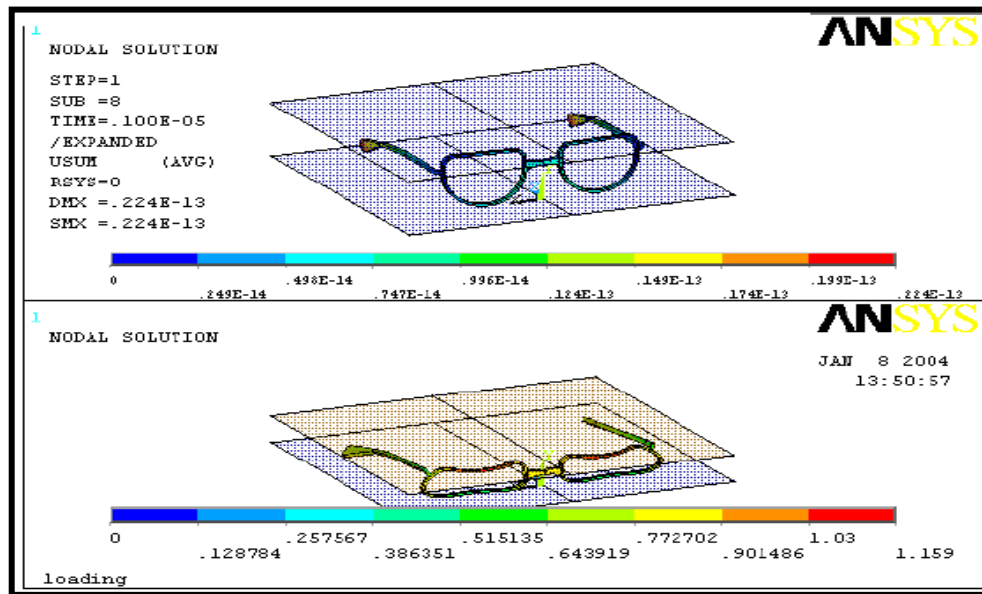 1
ANSYS
NODAL SOLUTION
STEP=1
SUB =8
TIME=.100E-05
/EXPANDED
USUM (AVG)
RSYS=0
DMX =.224E-13
SMX =.224E-13
0 .498E-14 .996E-14 .149E-13 .199E-13
.249E-14 .747E-14 .124E-13 .174E-13 .224E-13
1
ANSYS
NODAL SOLUTION
JAN 8 2004
13:50:57
0 .257567 .515135 .772702 1.03
.128784 .386351 .643919 .901486 1.159
loading